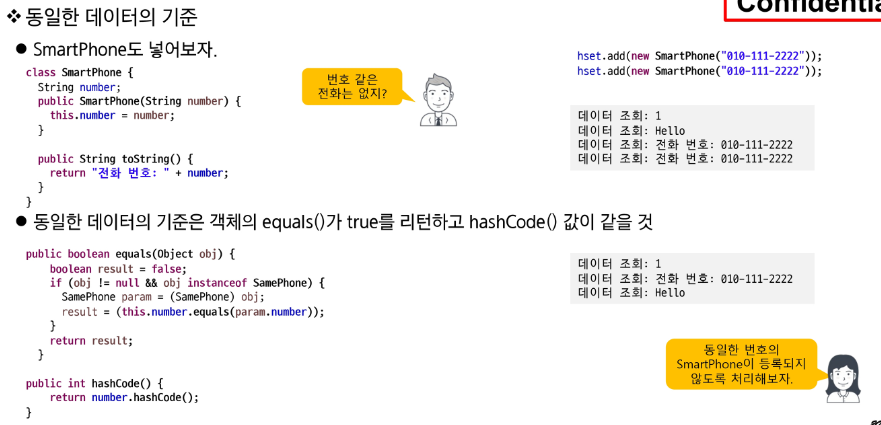 Confidentia
❖ 동일한 데이터의 기준
● SmartPhone도 넣어보자.
class SmartPhone {
String number;
public SmartPhone(String number) {
this.number = number;
}
public String toString() {
return "전화 번호: " + number;
}
}
번호 같은
전화는 없지?
hset.add(new SmartPhone("010-111-2222"));
hset.add(new SmartPhone("010-111-2222"));
데이터 조회: 1
데이터 조회: Hello
데이터 조회: 전화 번호: 010-111-2222
데이터 조회: 전화 번호: 010-111-2222
● 동일한 데이터의 기준은 객체의 equals()가 true를 리턴하고 hashCode() 값이 같을 것
public boolean equals(Object obj) {
boolean result = false;
if (obj != null && obj instanceof SamePhone) {
SamePhone param = (SamePhone) obj;
result = (this.number.equals(param.number));
}
return result;
}
public int hashCode() {
return number.hashCode();
}
데이터 조회: 1
데이터 조회: 전화 번호: 010-111-2222
데이터 조회: Hello
동일한 번호의
SmartPhone이 등록되지
않도록 처리해보자.